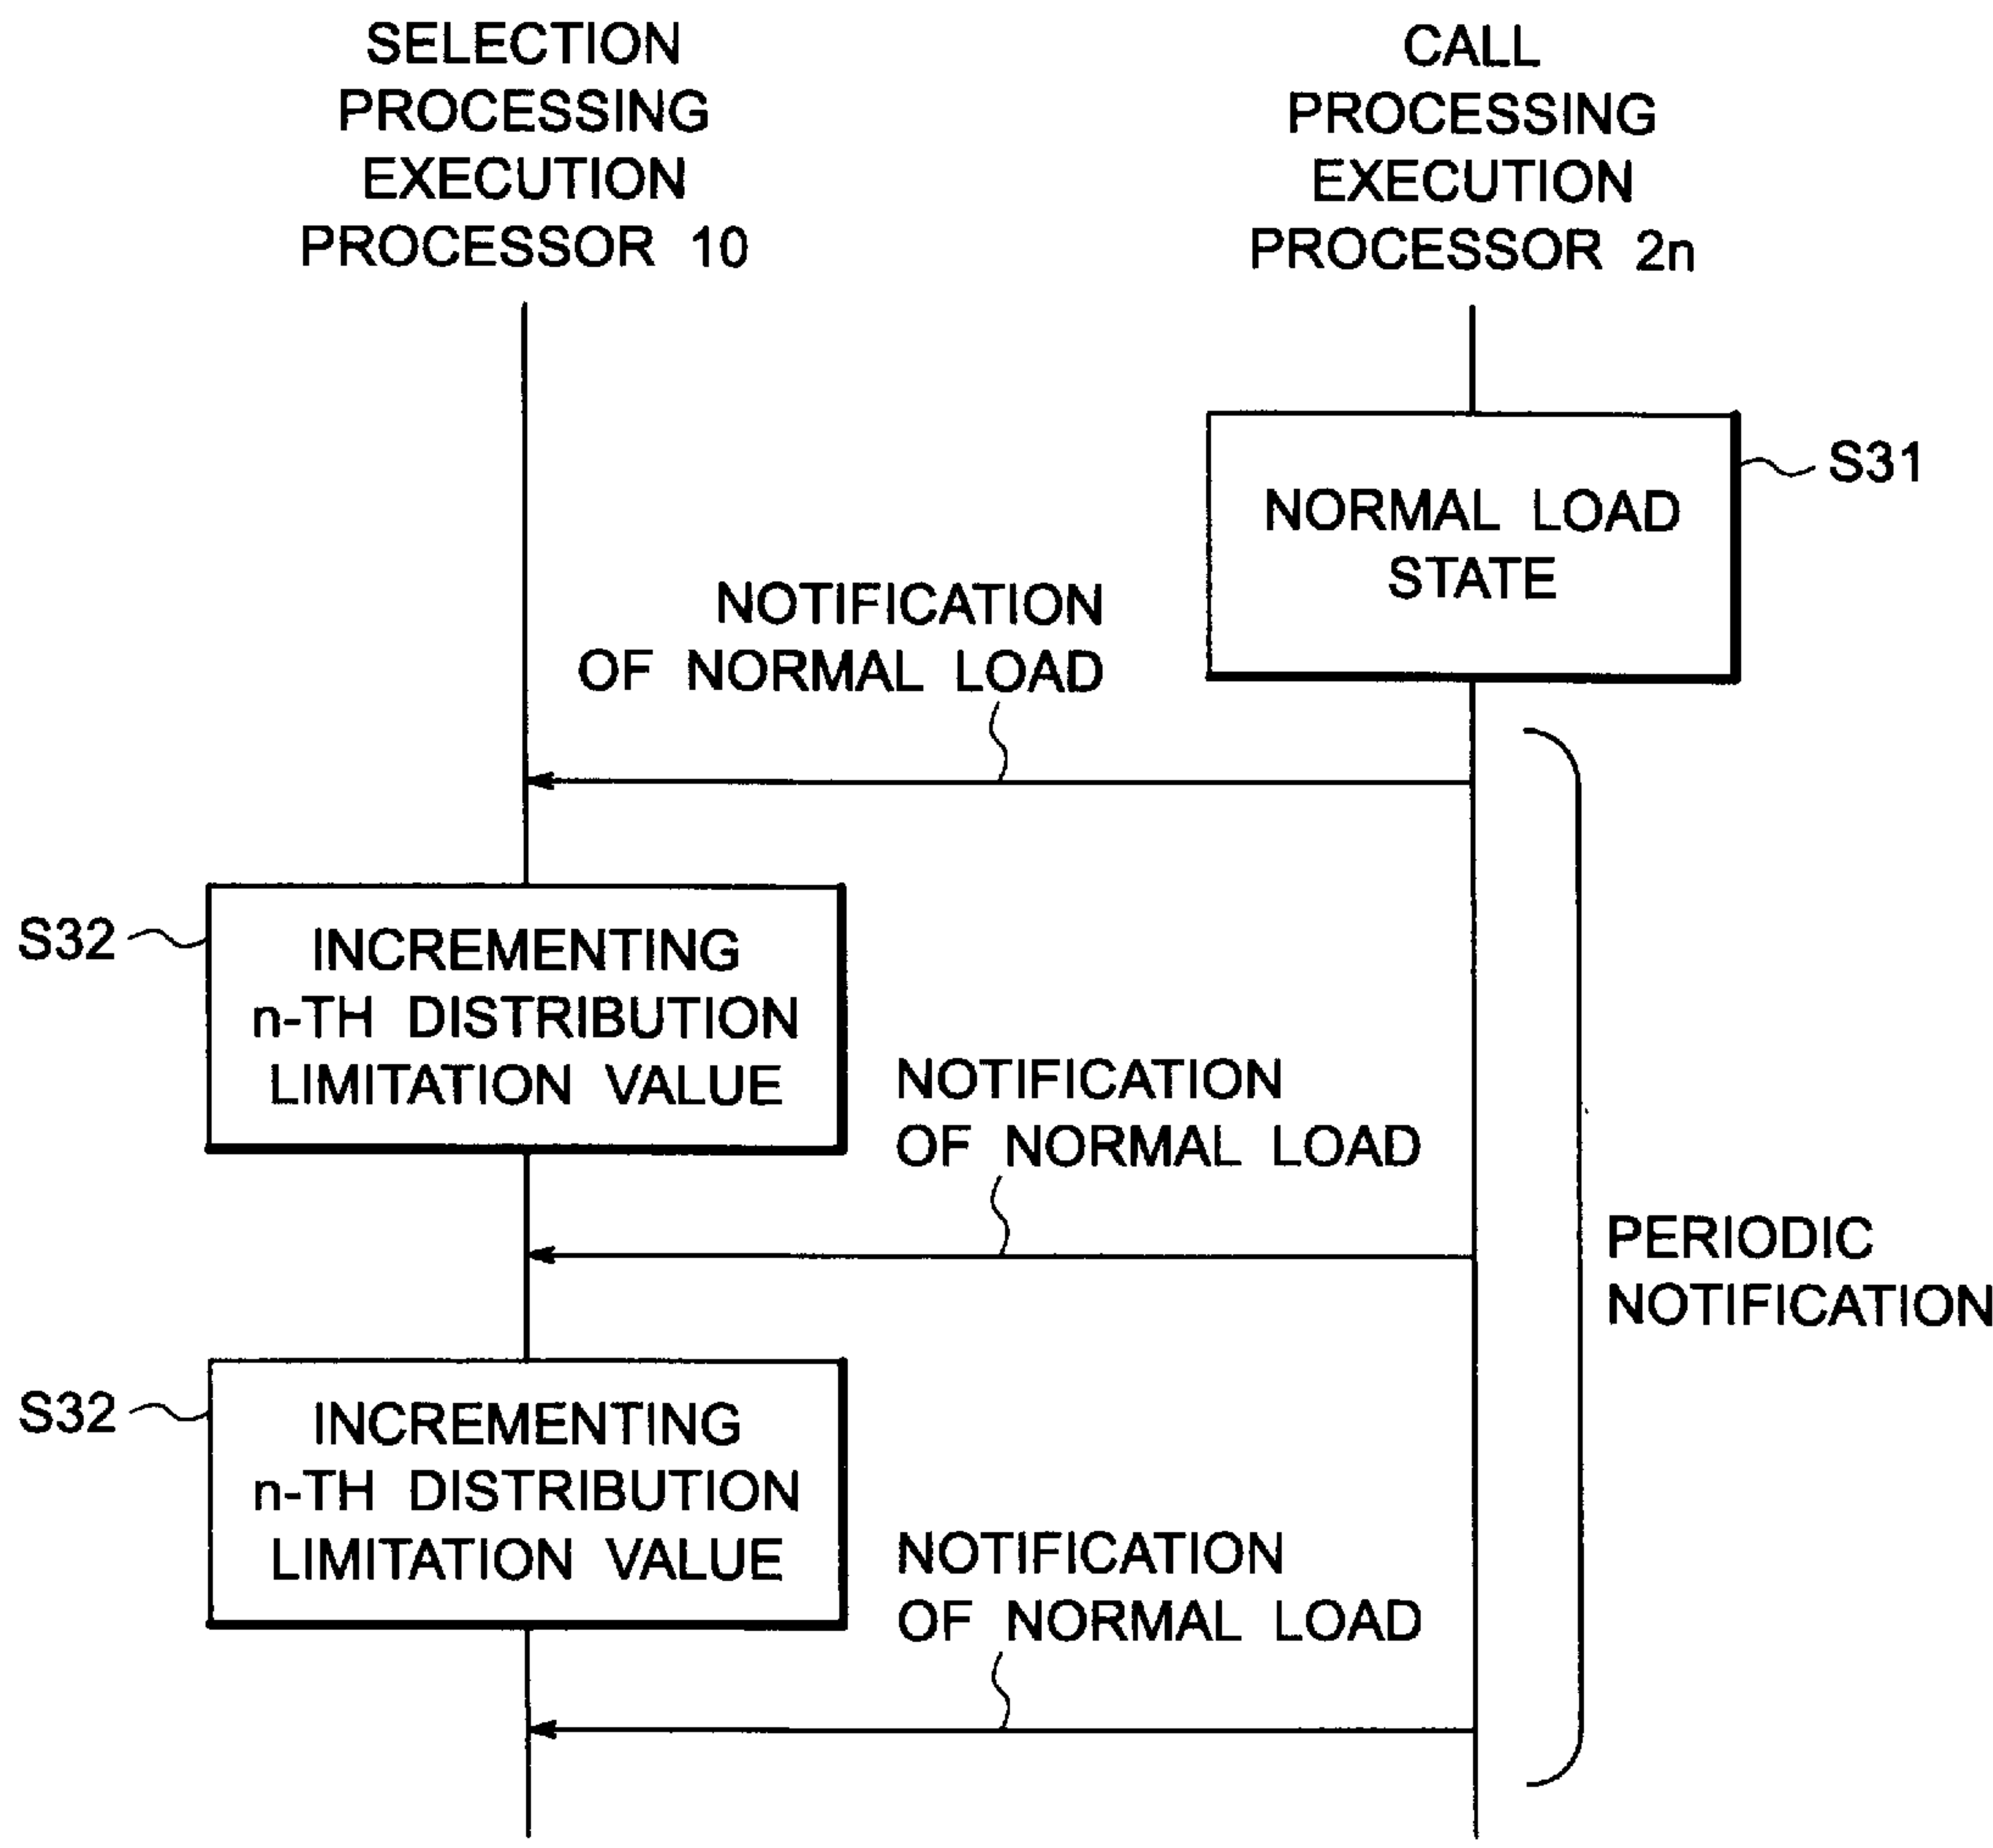 SELECTION
PROCESSING
EXECUTION
PROCESSOR 10
CALL
PROCESSING
EXECUTION
PROCESSOR 2n
NORMAL LOAD
STATE
S31
NOTIFICATION
OF NORMAL LOAD
S32
INCREMENTING
n-TH DISTRIBUTION
LIMITATION VALUE
NOTIFICATION
OF NORMAL LOAD
PERIODIC
NOTIFICATION
S32
INCREMENTING
n-TH DISTRIBUTION
LIMITATION VALUE
NOTIFICATION
OF NORMAL LOAD